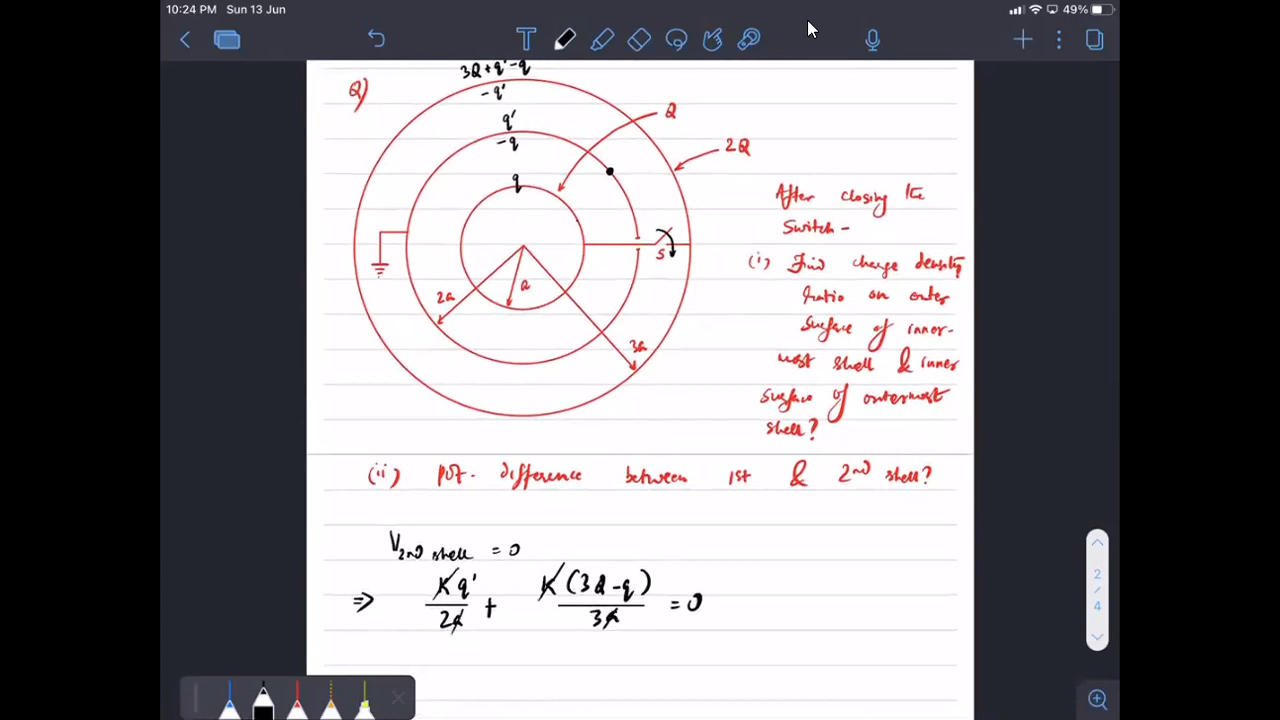 10:24 PM Sun 13 Jun
49%
T
Q)
3Q + q' - q
- q'
q'
- q
q
Q
2Q
S
2a
a
3a
After closing the
Switch -
(i) Find charge density
ratio on outer
surface of inner-
most shell & inner
surface of outermost
shell?
(ii) pot. difference between 1st & 2nd shell?
V2nd shell = 0
⇒ Kq'/2a + K(3Q-q)/3a = 0
2
/
4